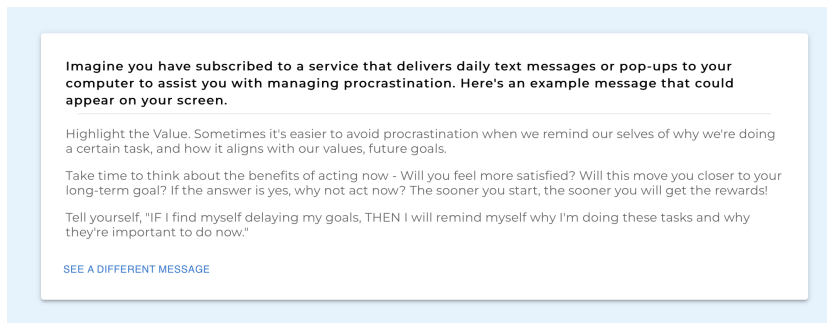 Imagine you have subscribed to a service that delivers daily text messages or pop-ups to your
computer to assist you with managing procrastination. Here's an example message that could
appear on your screen.
Highlight the Value. Sometimes it's easier to avoid procrastination when we remind our selves of why we're doing
a certain task, and how it aligns with our values, future goals.
Take time to think about the benefits of acting now - Will you feel more satisfied? Will this move you closer to your
long-term goal? If the answer is yes, why not act now? The sooner you start, the sooner you will get the rewards!
Tell yourself, "IF I find myself delaying my goals, THEN I will remind myself why I'm doing these tasks and why
they're important to do now."
SEE A DIFFERENT MESSAGE